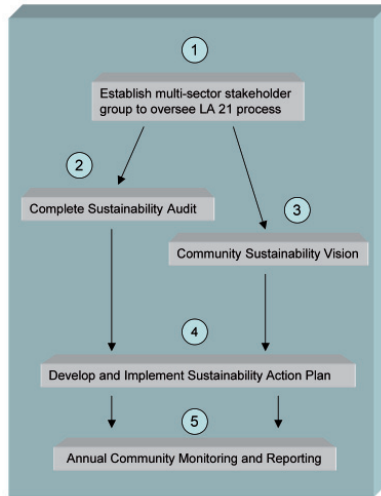 1
Establish multi-sector stakeholder
group to oversee LA 21 process
2
Complete Sustainability Audit
3
Community Sustainability Vision
4
Develop and Implement Sustainability Action Plan
5
Annual Community Monitoring and Reporting